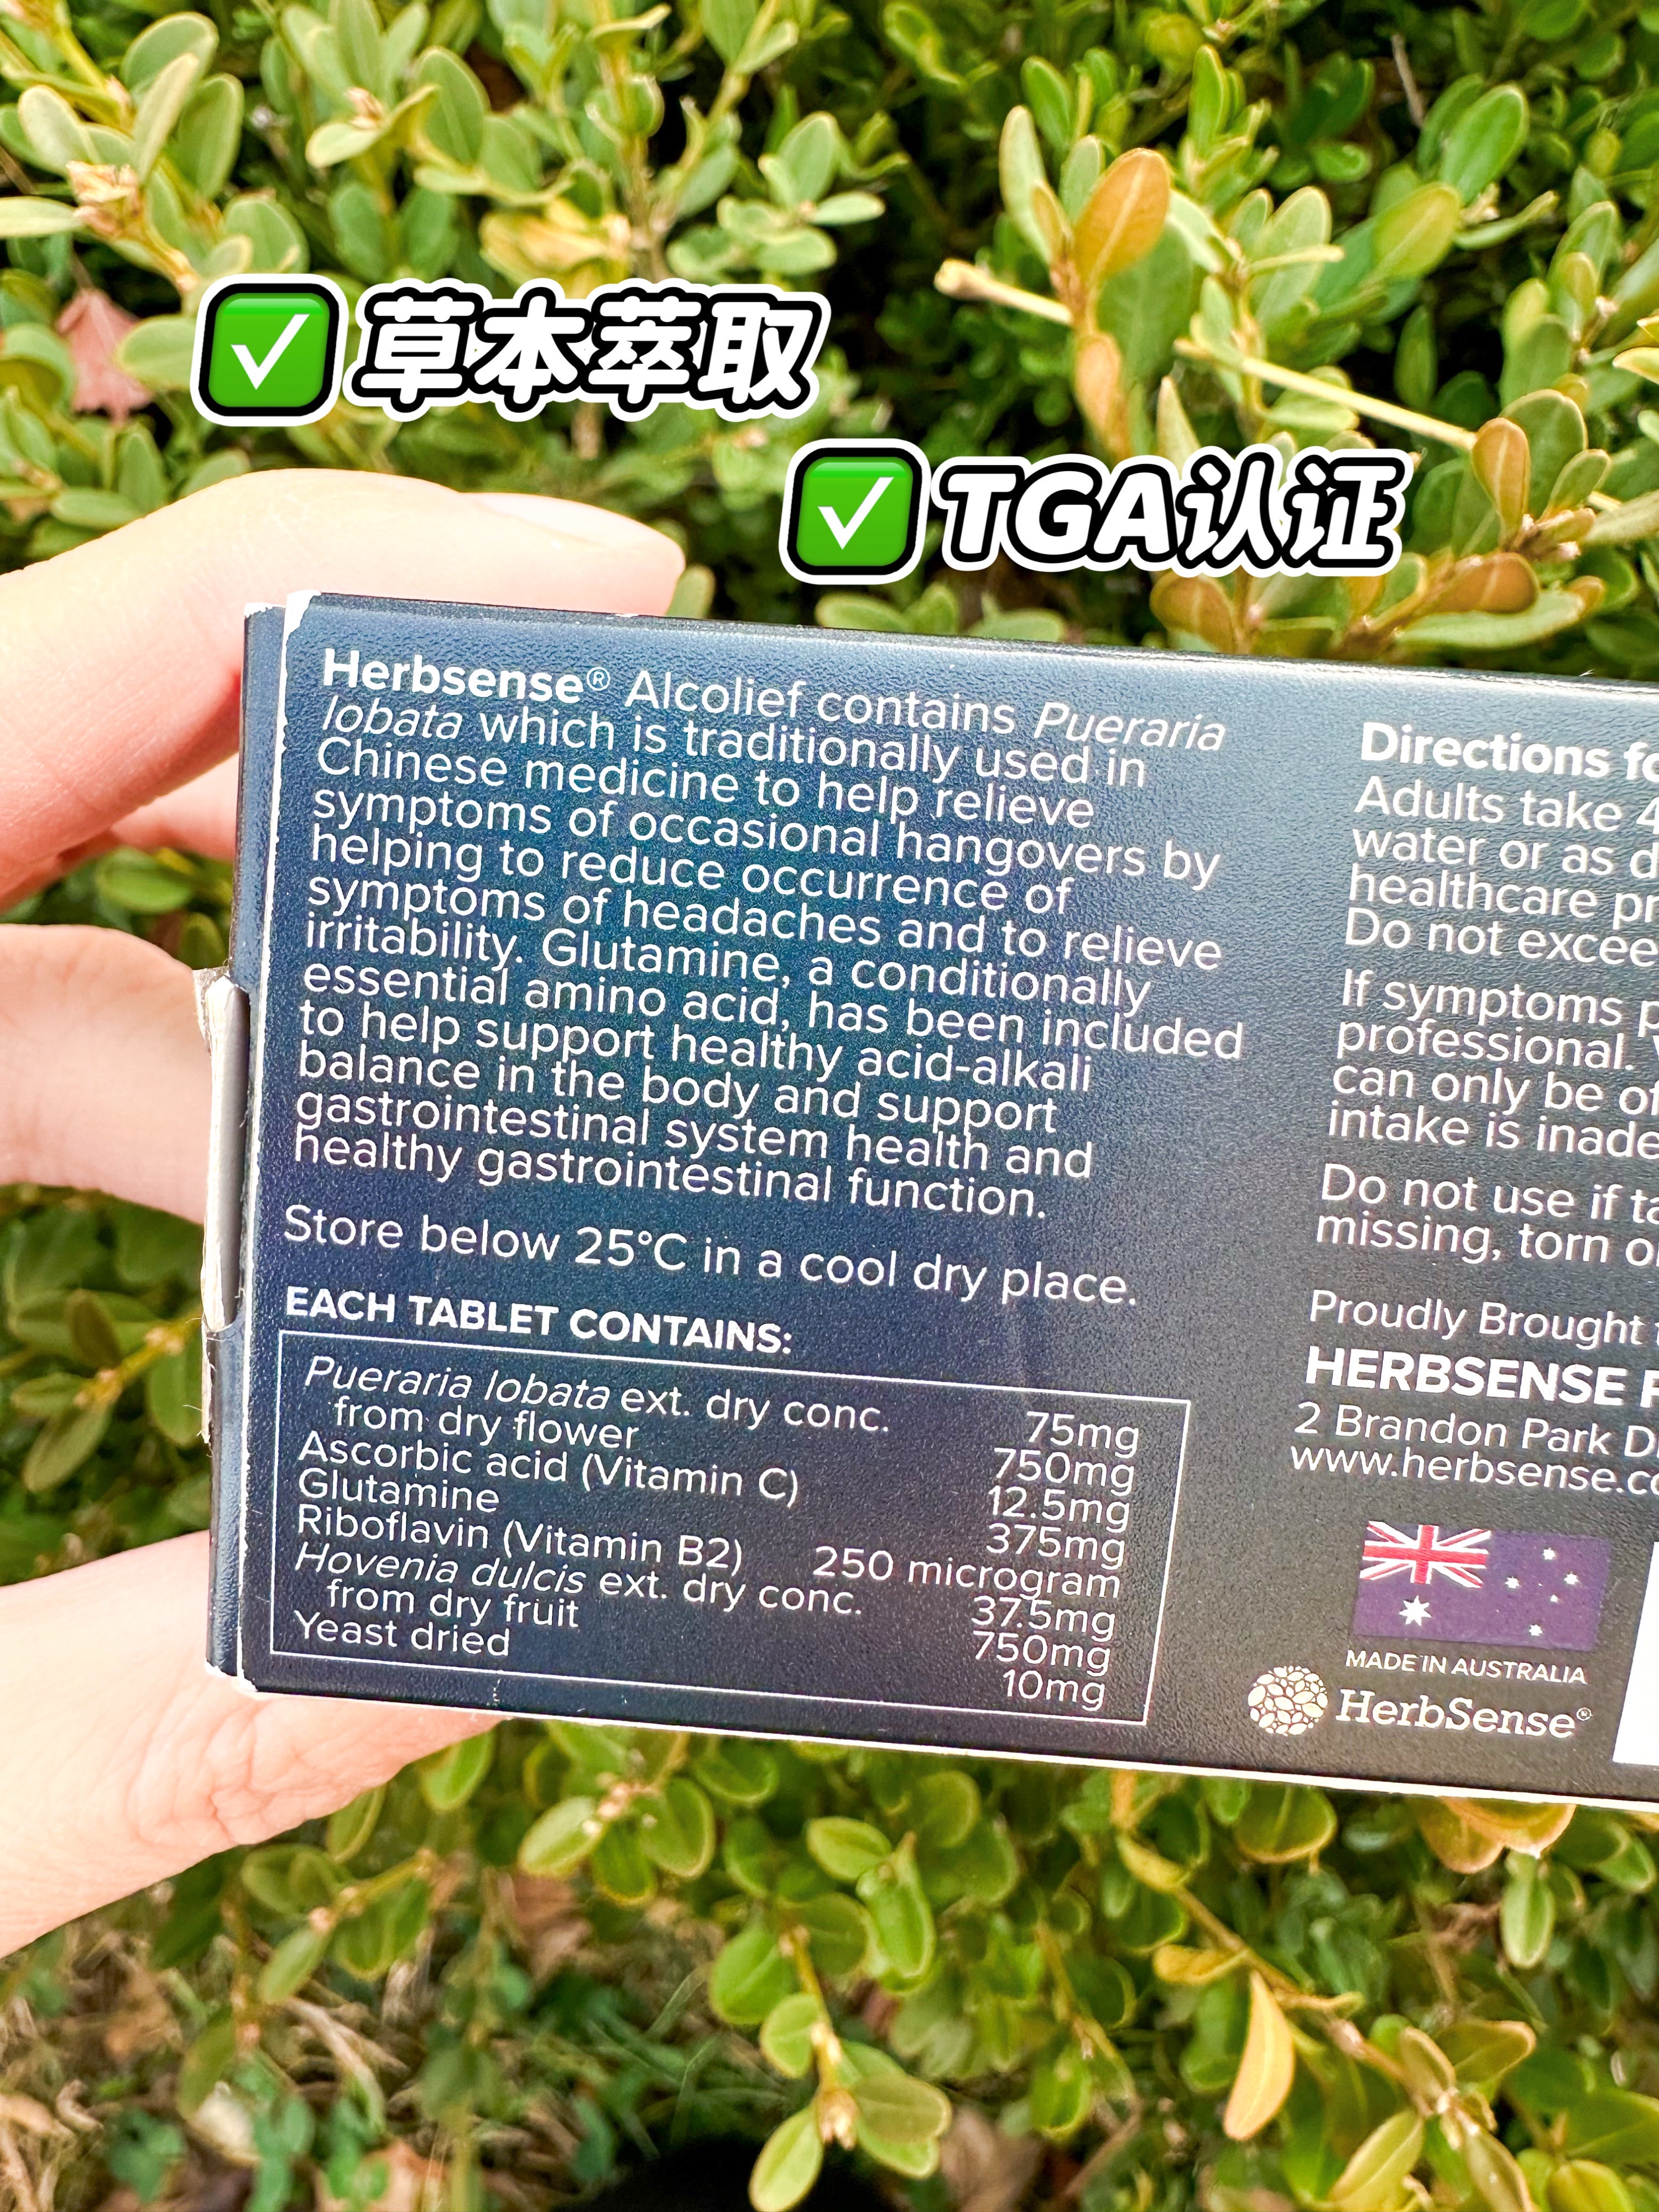 ✅草本萃取
✅TGA认证
Herbsense® Alcolief contains Pueraria
lobata which is traditionally used in
Chinese medicine to help relieve
symptoms of occasional hangovers by
helping to reduce occurrence of
symptoms of headaches and to relieve
irritability. Glutamine, a conditionally
essential amino acid, has been included
to help support healthy acid-alkali
balance in the body and support
gastrointestinal system health and
healthy gastrointestinal function.
Store below 25°C in a cool dry place.
EACH TABLET CONTAINS:
Pueraria lobata ext. dry conc. 75mg
from dry flower 750mg
Ascorbic acid (Vitamin C) 12.5mg
Glutamine 375mg
Riboflavin (Vitamin B2) 250 microgram
Hovenia dulcis ext. dry conc. 37.5mg
from dry fruit 750mg
Yeast dried 10mg
Directions
Adults take 4
water or as
healthcare
Do not
If symptoms
professional.
can only be
intake is
Do not use if
missing, torn
Proudly Brought
HERBSENSE
2 Brandon Park
www.herbsense.
MADE IN AUSTRALIA
HerbSense®